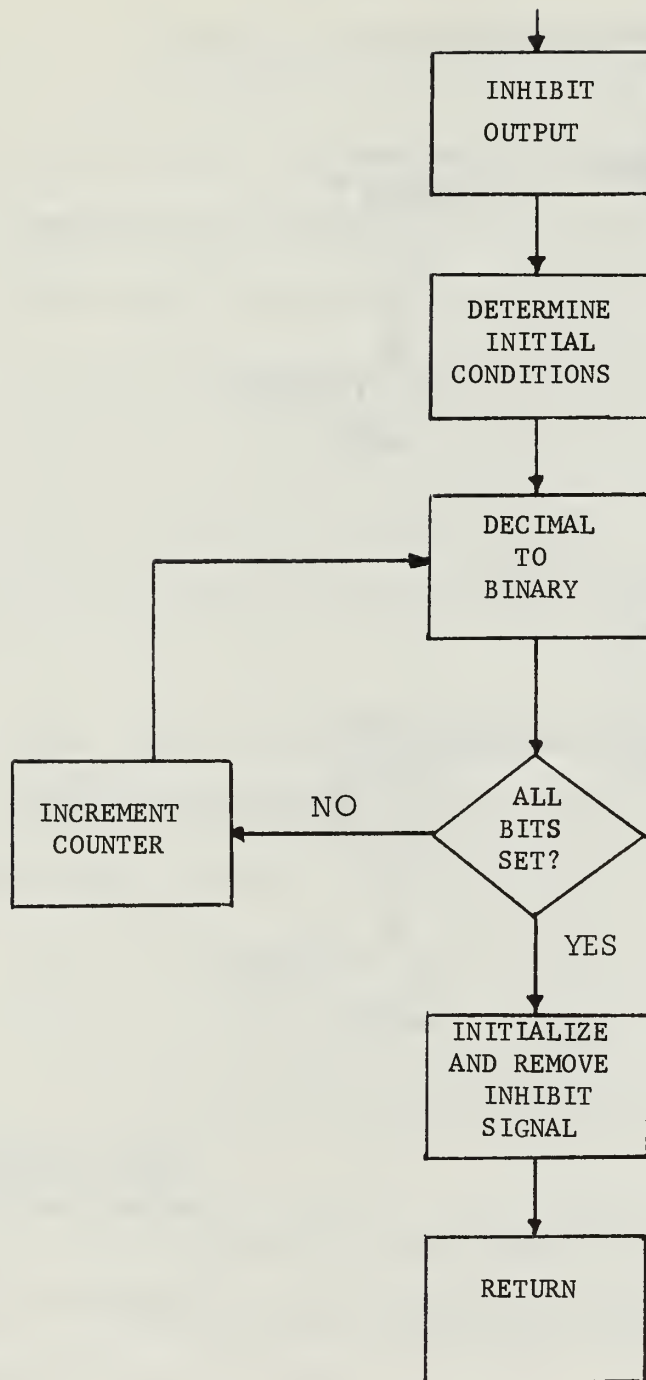 INHIBIT
OUTPUT
DETERMINE
INITIAL
CONDITIONS
DECIMAL
TO
BINARY
ALL
BITS
SET?
NO
INCREMENT
COUNTER
YES
INITIALIZE
AND REMOVE
INHIBIT
SIGNAL
RETURN